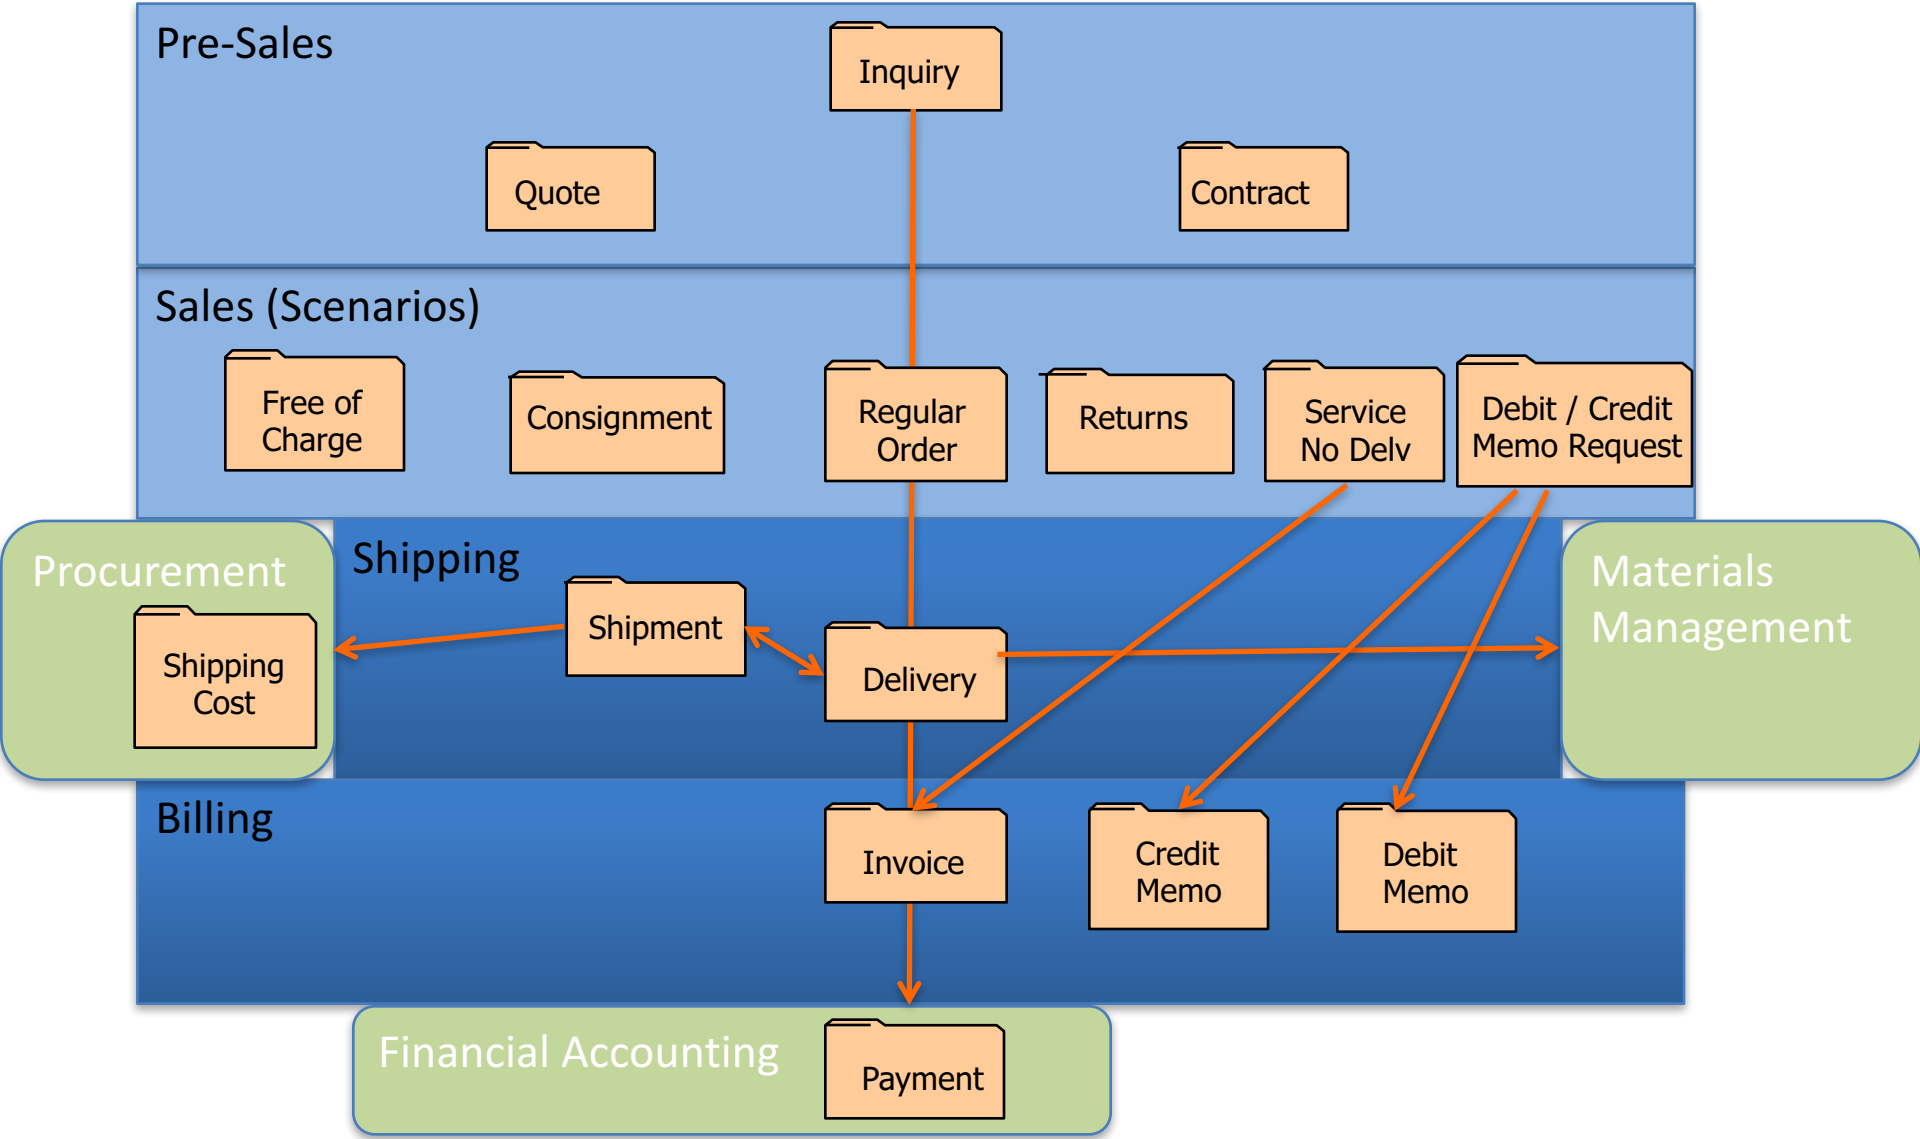 Pre-Sales
Inquiry
Quote
Contract
Sales (Scenarios)
Free of
Charge
Consignment
Regular
Order
Returns
Service
No Delv
Debit / Credit
Memo Request
Procurement
Shipping
Cost
Shipping
Shipment
Delivery
Materials
Management
Billing
Invoice
Credit
Memo
Debit
Memo
Financial Accounting
Payment